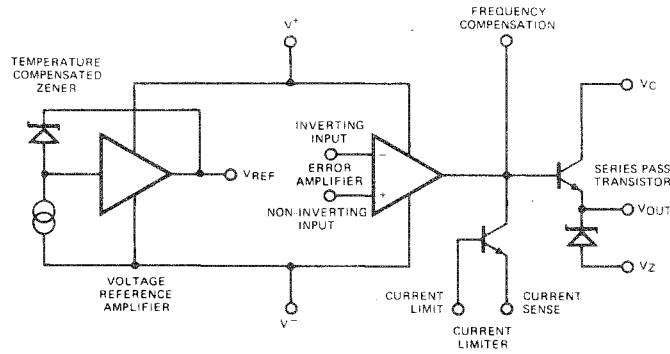 FREQUENCY
COMPENSATION
V+
TEMPERATURE
COMPENSATED
ZENER
VC
INVERTING
INPUT
ERROR
AMPLIFIER
NON-INVERTING
INPUT
−
+
VREF
SERIES PASS
TRANSISTOR
VOUT
VZ
VOLTAGE
REFERENCE
AMPLIFIER
V−
CURRENT
LIMIT
CURRENT
SENSE
CURRENT
LIMITER